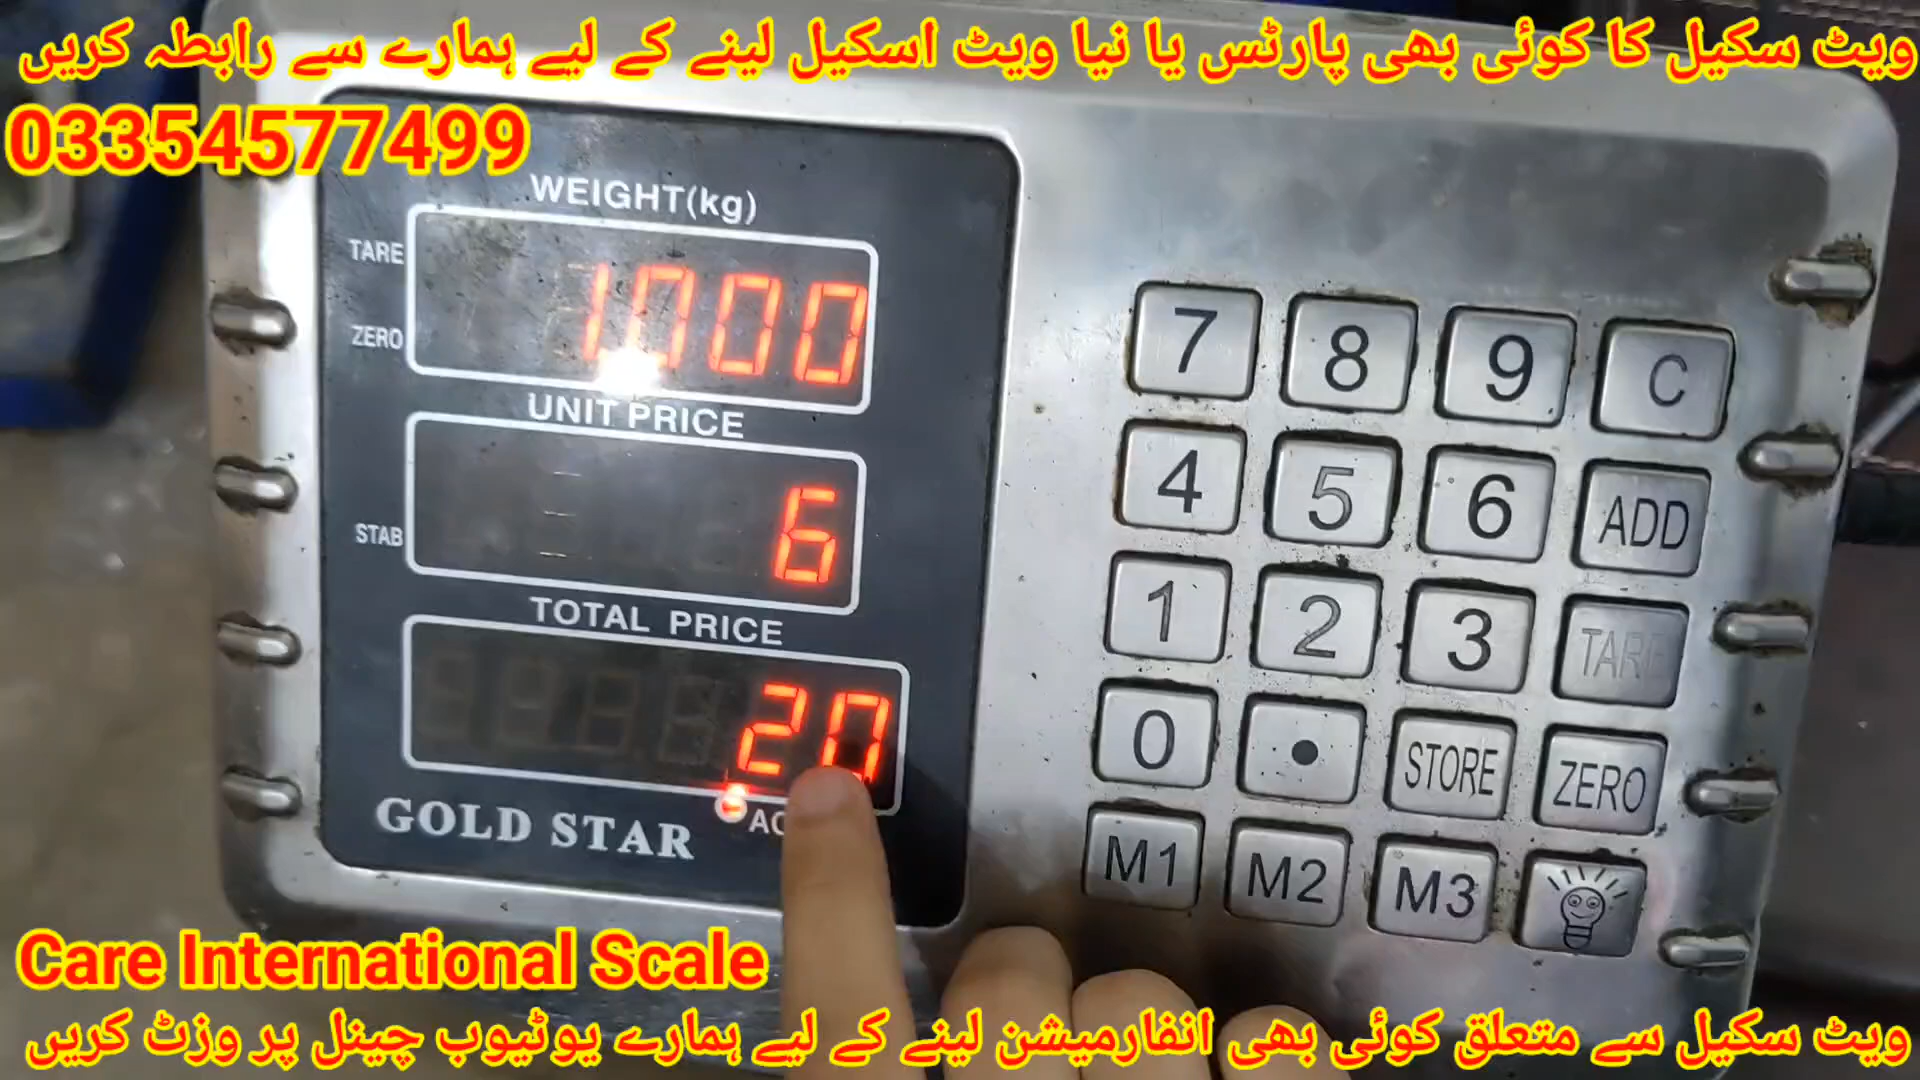 ویٹ سکیل کا کوئی بھی پارٹس یا نیا ویٹ اسکیل لینے کے لیے ہمارے سے رابطہ کریں
03354577499
WEIGHT(kg)
TARE
ZERO
1.000
UNIT PRICE
STAB
6
TOTAL PRICE
20
GOLD STAR
7 8 9 C
4 5 6 ADD
1 2 3 TARE
0 • STORE ZERO
M1 M2 M3
Care International Scale
ویٹ سکیل سے متعلق کوئی بھی انفارمیشن لینے کے لیے ہمارے یوٹیوب چینل پر وزٹ کریں